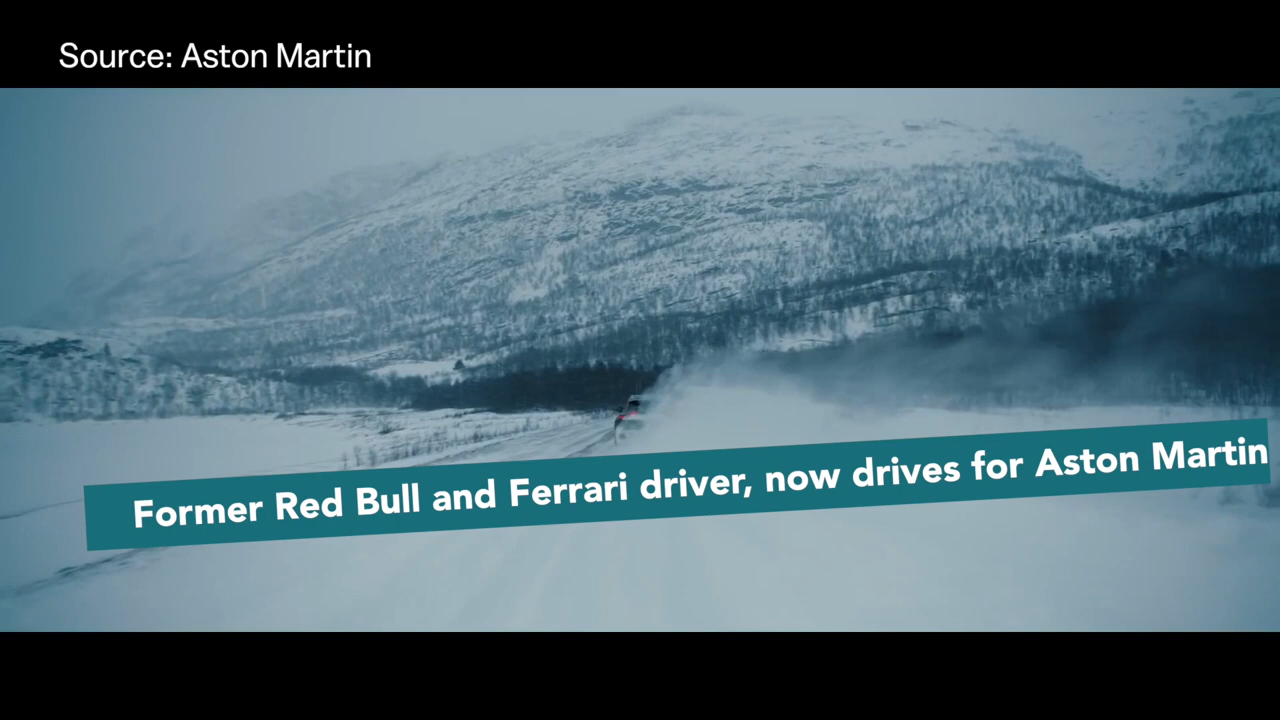 Source: Aston Martin
Former Red Bull and Ferrari driver, now drives for Aston Martin